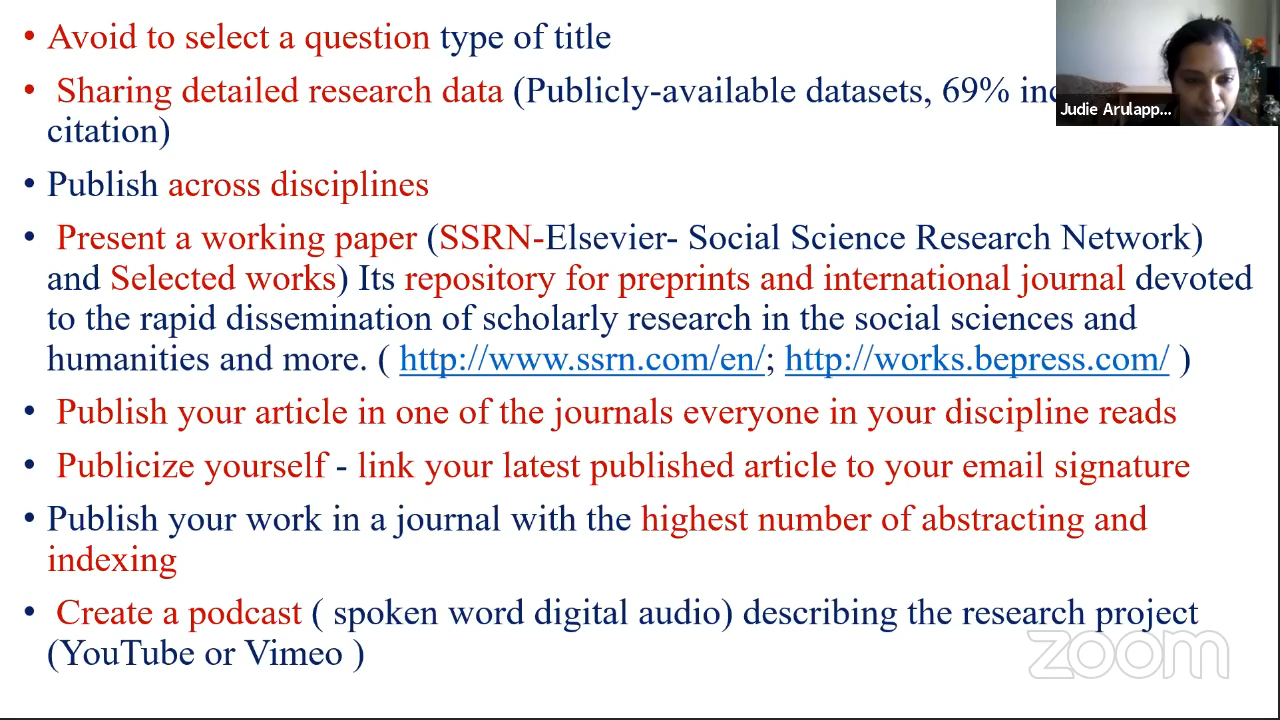 • Avoid to select a question type of title
• Sharing detailed research data (Publicly-available datasets, 69%
citation)
• Publish across disciplines
• Present a working paper (SSRN-Elsevier- Social Science Research Network)
and Selected works) Its repository for preprints and international journal devoted
to the rapid dissemination of scholarly research in the social sciences and
humanities and more. ( http://www.ssrn.com/en/; http://works.bepress.com/ )
• Publish your article in one of the journals everyone in your discipline reads
• Publicize yourself - link your latest published article to your email signature
• Publish your work in a journal with the highest number of abstracting and
indexing
• Create a podcast ( spoken word digital audio) describing the research project
(YouTube or Vimeo )
Judie Arulapp...
zoom